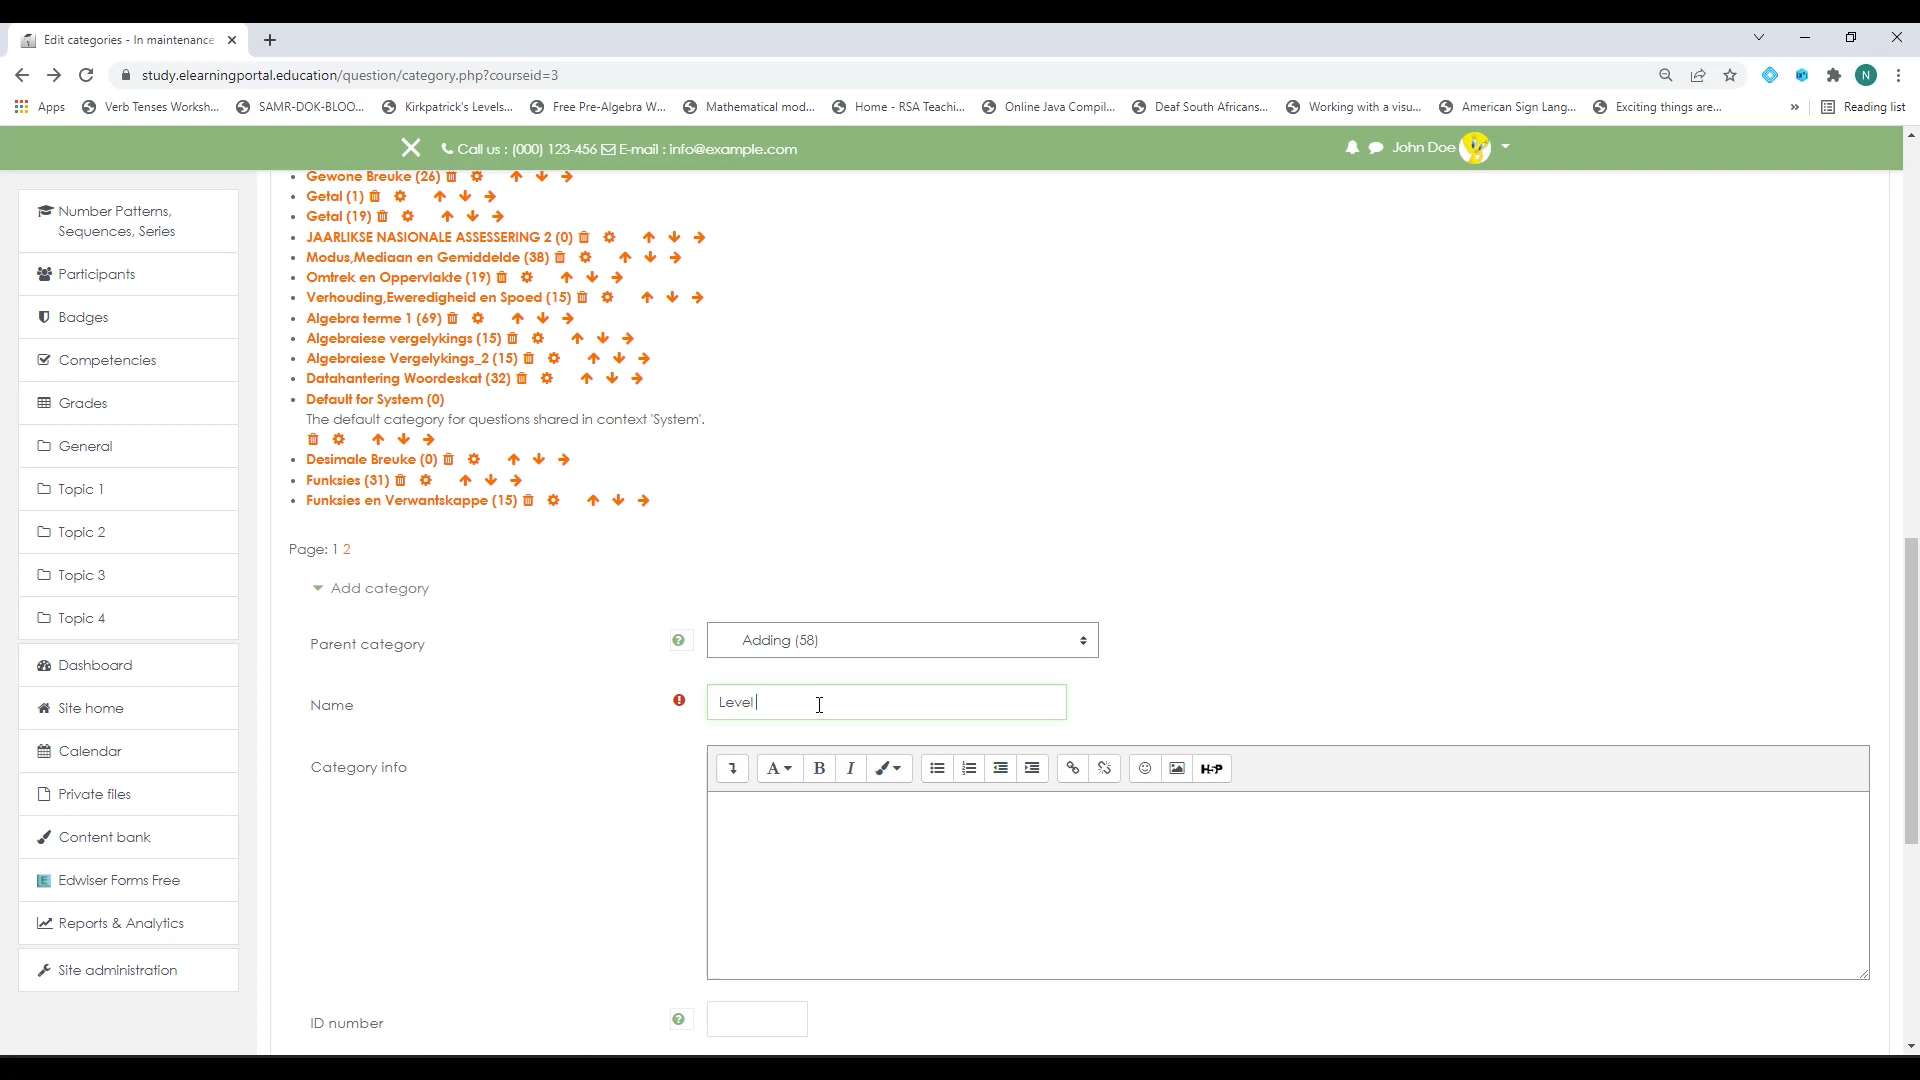 Edit categories - In maintenance
study.elearningportal.education/question/category.php?courseid=3
N
Apps
Verb Tenses Worksh...
SAMR-DOK-BLOO...
Kirkpatrick's Levels...
Free Pre-Algebra W...
Mathematical mod...
Home - RSA Teachi...
Online Java Compil...
Deaf South Africans...
Working with a visu...
American Sign Lang...
Exciting things are...
»
Reading list
Call us : (000) 123-456 E-mail : info@example.com
John Doe
Number Patterns,
Sequences, Series
Participants
Badges
Competencies
Grades
General
Topic 1
Topic 2
Topic 3
Topic 4
Dashboard
Site home
Calendar
Private files
Content bank
Edwiser Forms Free
Reports & Analytics
Site administration
Gewone Breuke (26)
Getal (1)
Getal (19)
JAARLIKSE NASIONALE ASSESSERING 2 (0)
Modus,Mediaan en Gemiddelde (38)
Omtrek en Oppervlakte (19)
Verhouding,Eweredigheid en Spoed (15)
Algebra terme 1 (69)
Algebraiese vergelykings (15)
Algebraiese Vergelykings_2 (15)
Datahantering Woordeskat (32)
Default for System (0)
The default category for questions shared in context 'System'.
Desimale Breuke (0)
Funksies (31)
Funksies en Verwantskappe (15)
Page: 1 2
Add category
Parent category
Adding (58)
Name
Level
Category info
A B I H-P
ID number